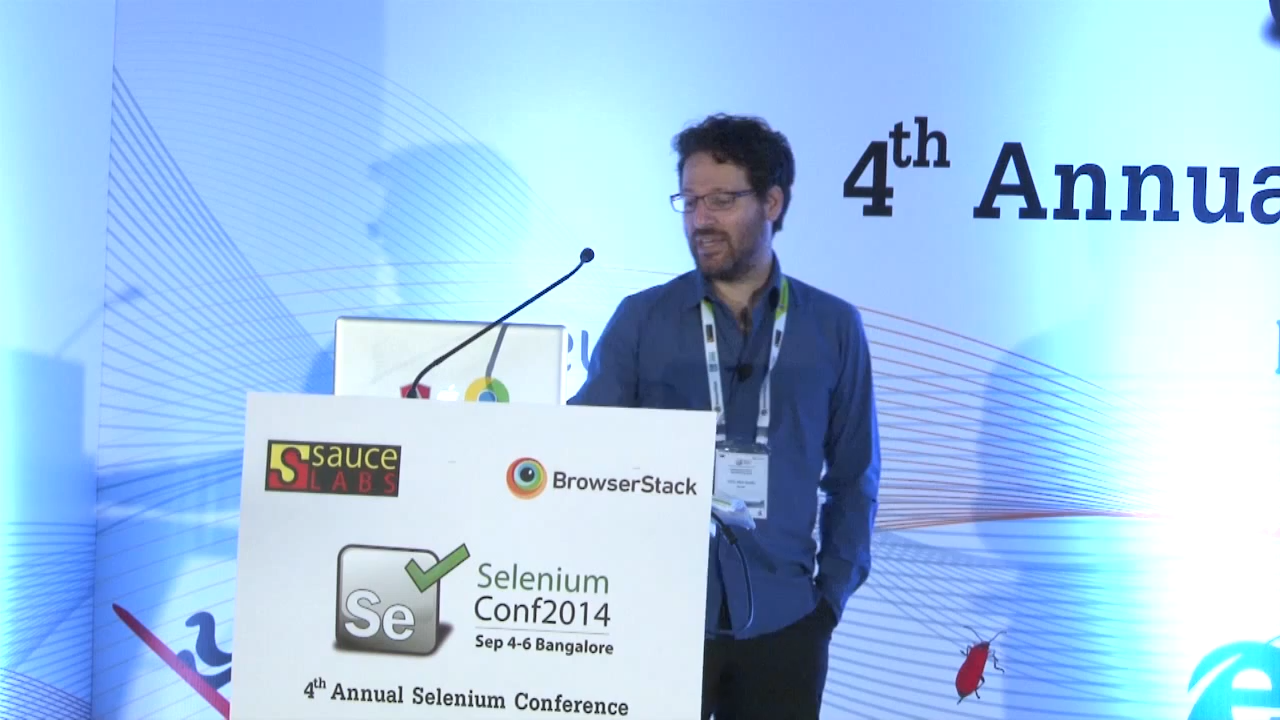 4th Annua
sauce
LABS
BrowserStack
Se
Selenium
Conf2014
Sep 4-6 Bangalore
4th Annual Selenium Conference